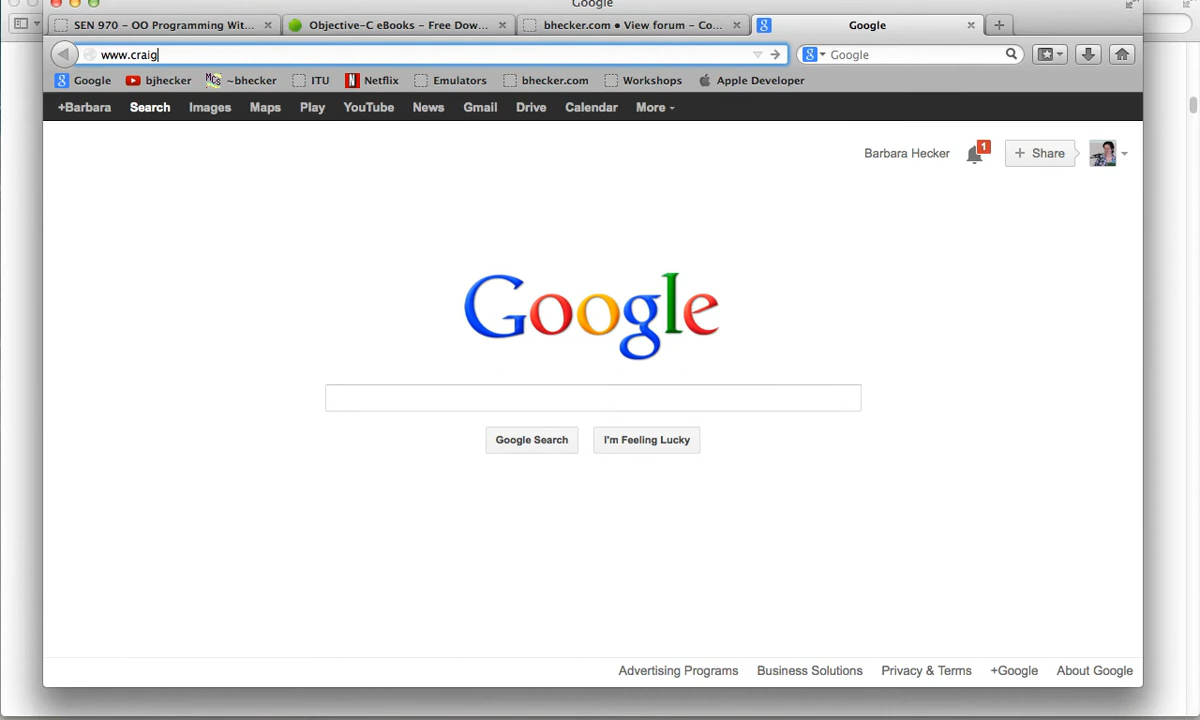 Google
SEN 970 - OO Programming Wit...
Objective-C eBooks - Free Dow...
bhecker.com • View forum - Co...
Google
www.craig
Google
Google
bjhecker
~bhecker
ITU
Netflix
Emulators
bhecker.com
Workshops
Apple Developer
+Barbara Search Images Maps Play YouTube News Gmail Drive Calendar More
Barbara Hecker
1
+ Share
Google
Google Search
I'm Feeling Lucky
Advertising Programs Business Solutions Privacy & Terms +Google About Google